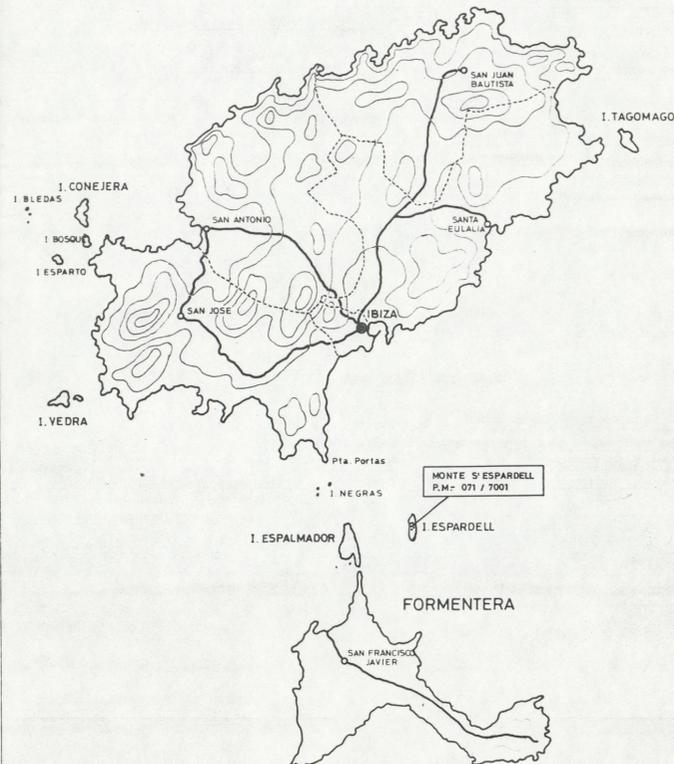 SAN JUAN
BAUTISTA
I. TAGOMAGO
I. CONEJERA
I BLEDAS
SAN ANTONIO
SANTA
EULALIA
I BOSQUE
I ESPARTO
SAN JOSE
IBIZA
I. VEDRA
Pta. Portas
MONTE S' ESPARDELL
P.M.- 071 / 7001
I. NEGRAS
I. ESPARDELL
I. ESPALMADOR
FORMENTERA
SAN FRANCISCO
JAVIER